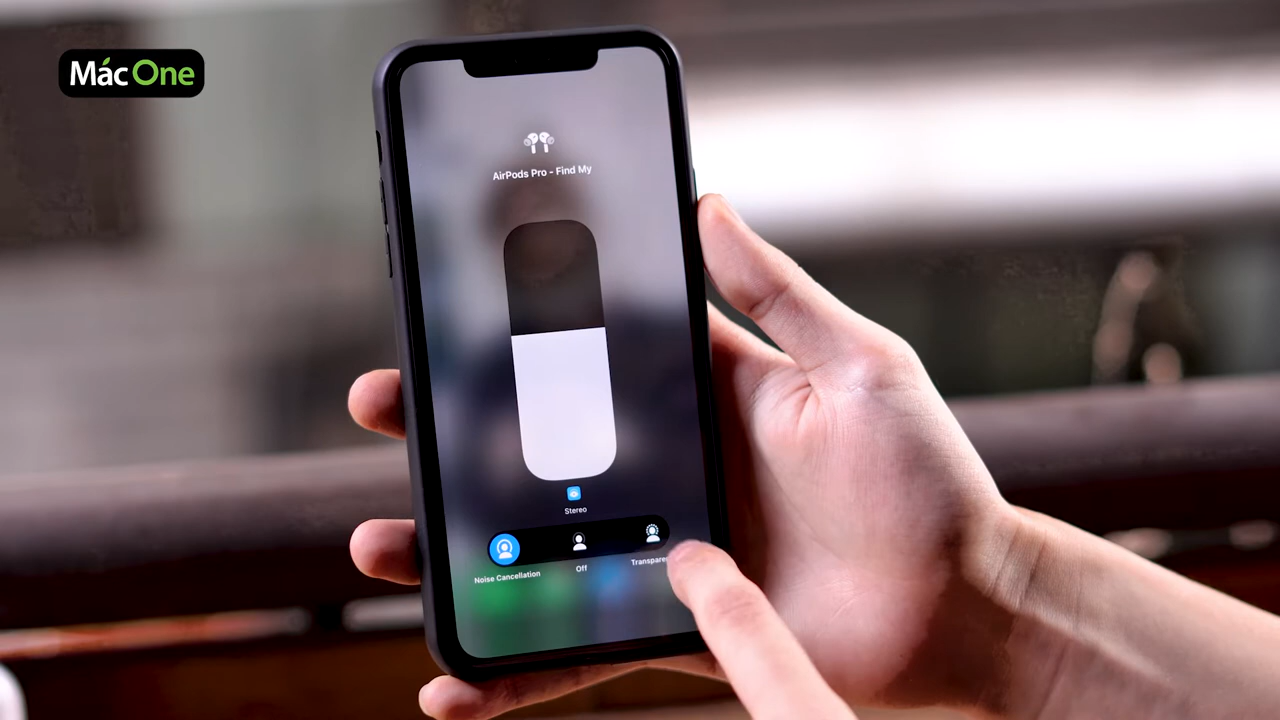 MácOne
AirPods Pro - Find My
Stereo
Noise Cancellation
Off